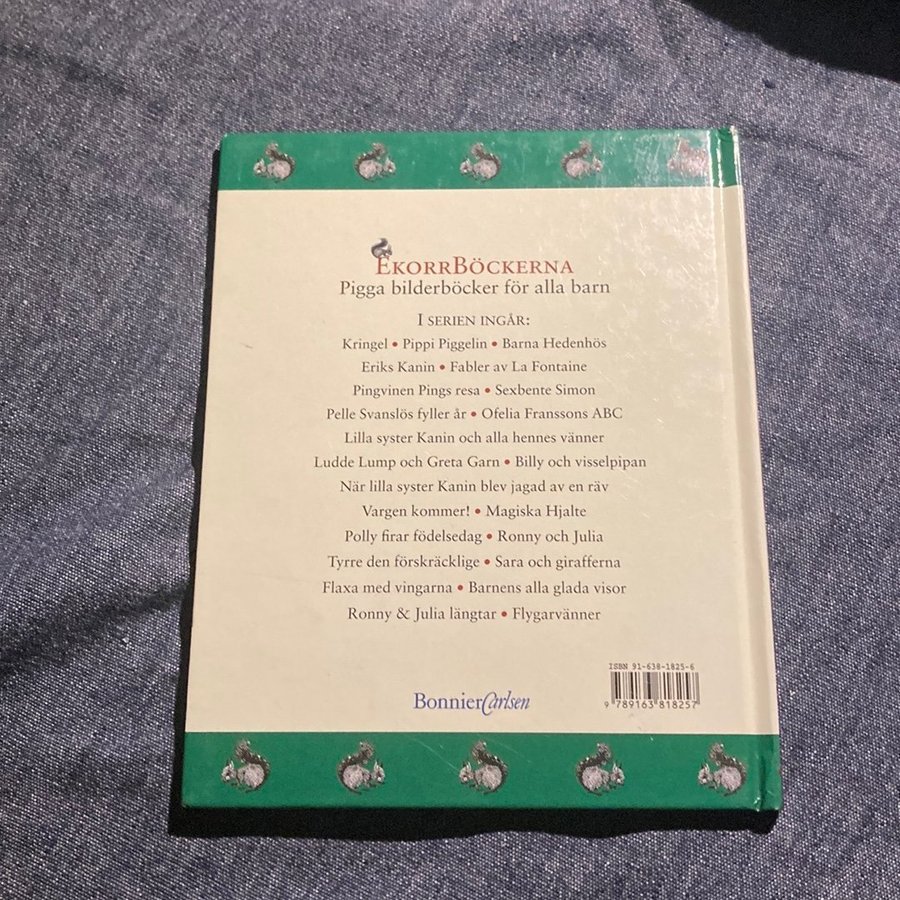 EkorrBöckerna
Pigga bilderböcker för alla barn
I serien ingår:
Kringel • Pippi Piggelin • Barna Hedenhös
Eriks Kanin • Fabler av La Fontaine
Pingvinen Pings resa • Sexbente Simon
Pelle Svanslös fyller år • Ofelia Franssons ABC
Lilla syster Kanin och alla hennes vänner
Ludde Lump och Greta Garn • Billy och visselpipan
När lilla syster Kanin blev jagad av en räv
Vargen kommer! • Magiska Hjalte
Polly firar födelsedag • Ronny och Julia
Tyrre den förskräcklige • Sara och girafferna
Flaxa med vingarna • Barnens alla glada visor
Ronny & Julia längtar • Flygarvänner
ISBN 91-638-1825-6
BonnierCarlsen
9 789163 818257